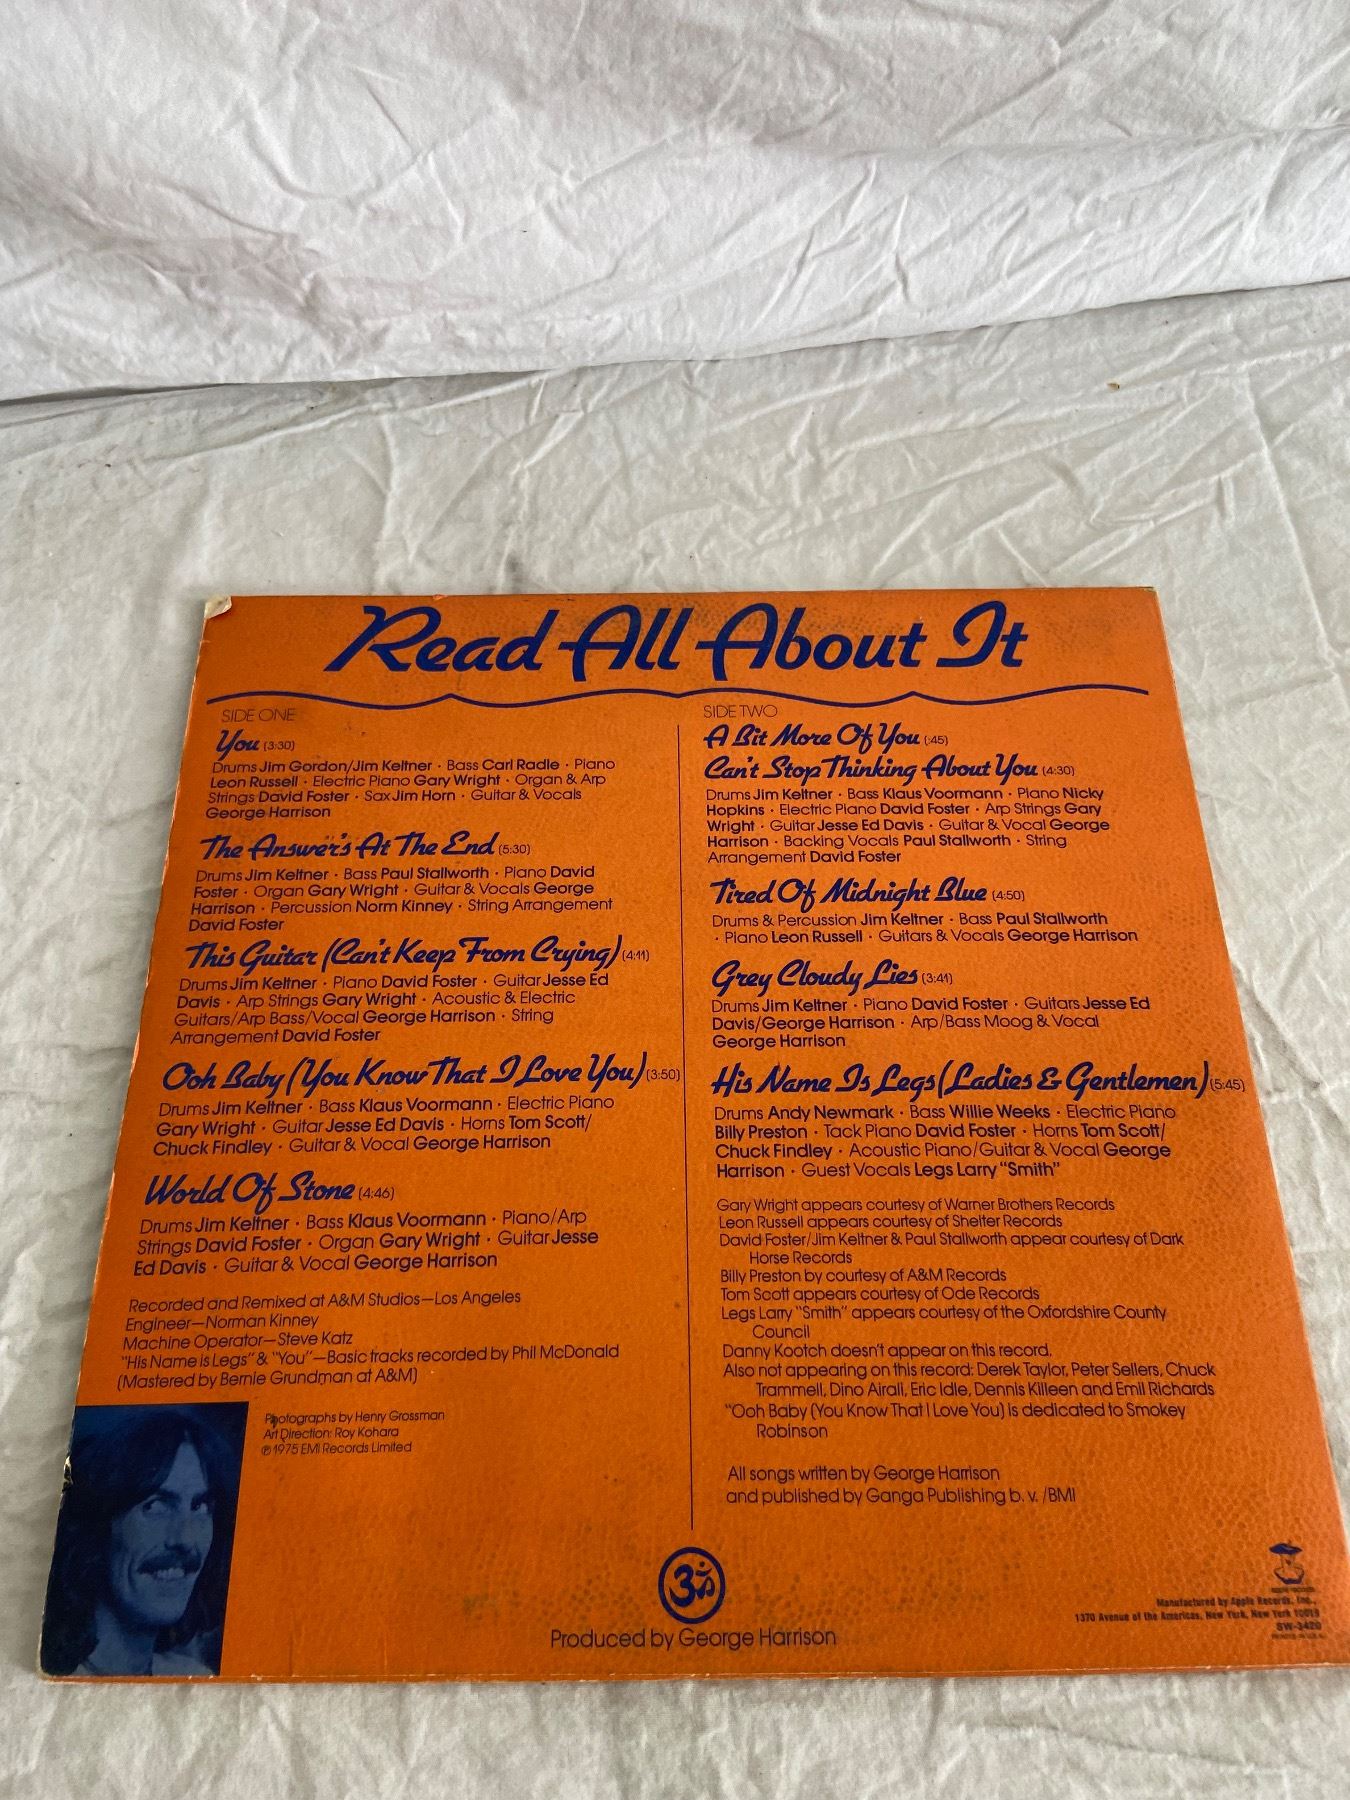 Read All About It
SIDE ONE
You (3:30)
Drums Jim Gordon/Jim Keltner · Bass Carl Radle · Piano
Leon Russell · Electric Piano Gary Wright · Organ & Arp
Strings David Foster · Sax Jim Horn · Guitar & Vocals
George Harrison
The Answer's At The End (5:30)
Drums Jim Keltner · Bass Paul Stallworth · Piano David
Foster · Organ Gary Wright · Guitar & Vocals George
Harrison · Percussion Norm Kinney · String Arrangement
David Foster
This Guitar (Can't Keep From Crying) (4:11)
Drums Jim Keltner · Piano David Foster · Guitar Jesse Ed
Davis · Arp Strings Gary Wright · Acoustic & Electric
Guitars/Arp Bass/Vocal George Harrison · String
Arrangement David Foster
Ooh Baby (You Know That I Love You) (3:50)
Drums Jim Keltner · Bass Klaus Voormann · Electric Piano
Gary Wright · Guitar Jesse Ed Davis · Horns Tom Scott/
Chuck Findley · Guitar & Vocal George Harrison
World Of Stone (4:46)
Drums Jim Keltner · Bass Klaus Voormann · Piano/Arp
Strings David Foster · Organ Gary Wright · Guitar Jesse
Ed Davis · Guitar & Vocal George Harrison
Recorded and Remixed at A&M Studios—Los Angeles
Engineer—Norman Kinney
Machine Operator—Steve Katz
"His Name is Legs" & "You"—Basic tracks recorded by Phil McDonald
(Mastered by Bernie Grundman at A&M)
Photographs by Henry Grossman
Art Direction: Roy Kohara
℗ 1975 EMI Records Limited
SIDE TWO
A Bit More Of You (:45)
Can't Stop Thinking About You (4:30)
Drums Jim Keltner · Bass Klaus Voormann · Piano Nicky
Hopkins · Electric Piano David Foster · Arp Strings Gary
Wright · Guitar Jesse Ed Davis · Guitar & Vocal George
Harrison · Backing Vocals Paul Stallworth · String
Arrangement David Foster
Tired Of Midnight Blue (4:50)
Drums & Percussion Jim Keltner · Bass Paul Stallworth
· Piano Leon Russell · Guitars & Vocals George Harrison
Grey Cloudy Lies (3:41)
Drums Jim Keltner · Piano David Foster · Guitars Jesse Ed
Davis/George Harrison · Arp/Bass Moog & Vocal
George Harrison
His Name Is Legs (Ladies & Gentlemen) (5:45)
Drums Andy Newmark · Bass Willie Weeks · Electric Piano
Billy Preston · Tack Piano David Foster · Horns Tom Scott/
Chuck Findley · Acoustic Piano/Guitar & Vocal George
Harrison · Guest Vocals Legs Larry "Smith"
Gary Wright appears courtesy of Warner Brothers Records
Leon Russell appears courtesy of Shelter Records
David Foster/Jim Keltner & Paul Stallworth appear courtesy of Dark
Horse Records
Billy Preston by courtesy of A&M Records
Tom Scott appears courtesy of Ode Records
Legs Larry "Smith" appears courtesy of the Oxfordshire County
Council
Danny Kootch doesn't appear on this record.
Also not appearing on this record: Derek Taylor, Peter Sellers, Chuck
Trammell, Dino Airali, Eric Idle, Dennis Killeen and Emil Richards
"Ooh Baby (You Know That I Love You) is dedicated to Smokey
Robinson
All songs written by George Harrison
and published by Ganga Publishing b. v. /BMI
ॐ
Produced by George Harrison
Manufactured by Apple Records, Inc.,
1370 Avenue of the Americas, New York, New York 10019
SW-3420